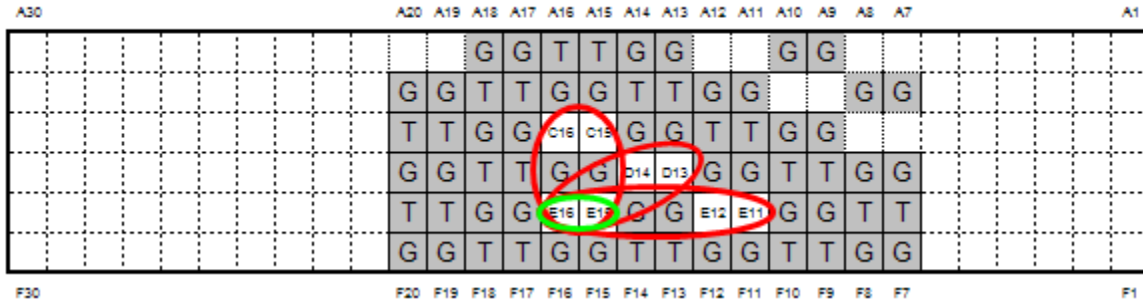 A30 A20 A19 A18 A17 A16 A15 A14 A13 A12 A11 A10 A9 A8 A7 A1
G G T T G G G G
G G T T G G T T G G G G
T T G G C16 C15 G G T T G G
G G T T G G D14 D13 G G T T G G
T T G G E16 E15 G G E12 E11 G G T T
G G T T G G T T G G T T G G
F30 F20 F19 F18 F17 F16 F15 F14 F13 F12 F11 F10 F9 F8 F7 F1